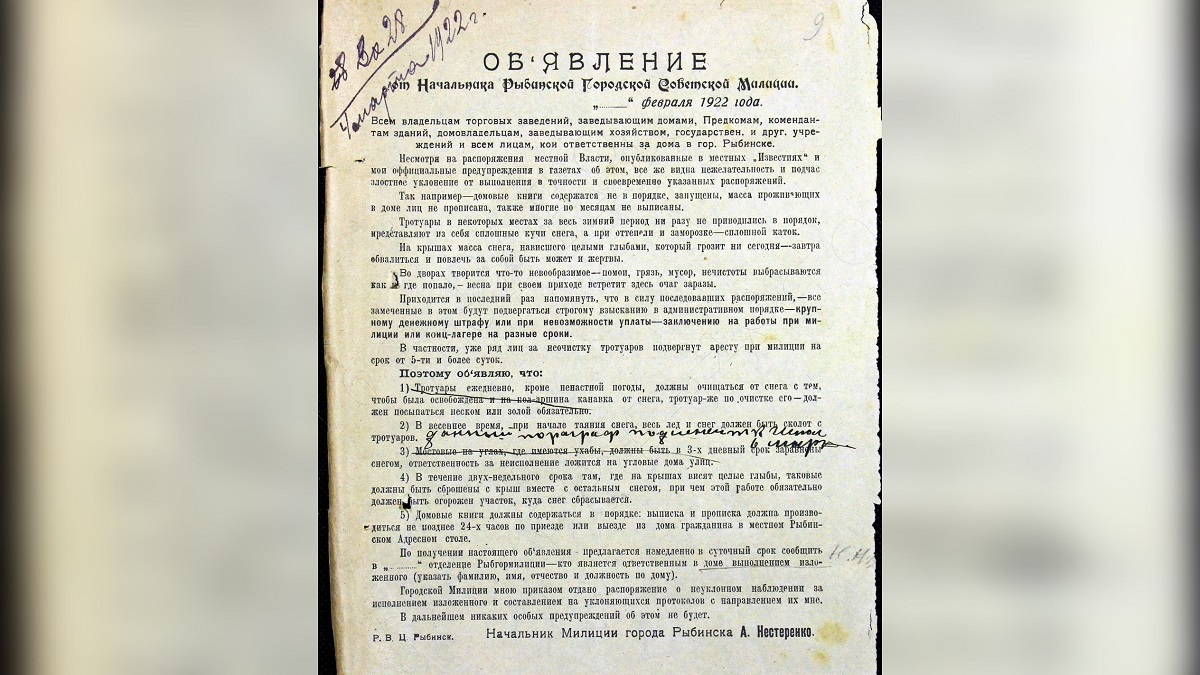 28 Вх 28
4 марта 1922 г.
9
ОБ'ЯВЛЕНИЕ
от Начальника Рыбинской Городской Советской Милиции.
„......“ февраля 1922 года.
Всем владельцам торговых заведений, заведывающим домами, Предкомам, комендан-
там зданий, домовладельцам, заведывающим хозяйством, государствен. и друг. учре-
ждений и всем лицам, кои ответственны за дома в гор. Рыбинске.
Несмотря на распоряжения местной Власти, опубликованные в местных „Известиях“ и
мои оффициальные предупреждения в газетах об этом, все же видна нежелательность и подчас
злостное уклонение от выполнения в точности и своевременно указанных распоряжений.
Так например—домовые книги содержатся не в порядке, запущены, масса проживающих
в доме лиц не прописана, также многие по месяцам не выписаны.
Тротуары в некоторых местах за весь зимний период ни разу не приводились в порядок,
представляют из себя сплошные кучи снега, а при оттепели и заморозке—сплошной каток.
На крышах масса снега, нависшего целыми глыбами, который грозит ни сегодня—завтра
обвалиться и повлечь за собой быть может и жертвы.
Во дворах творится что-то невообразимое—помои, грязь, мусор, нечистоты выбрасываются
как и где попало,— весна при своем приходе встретит здесь очаг заразы.
Приходится в последний раз напомянуть, что в силу последовавших распоряжений,—все
замеченные в этом будут подвергаться строгому взысканию в административном порядке—круп-
ному денежному штрафу или при невозможности уплаты—заключению на работы при ми-
лиции или конц-лагере на разные сроки.
В частности, уже ряд лиц за неочистку тротуаров подвергнут аресту при милиции на
срок от 5-ти и более суток.
Поэтому об'являю, что:
1) Тротуары ежедневно, кроме ненастной погоды, должны очищаться от снега с тем,
чтобы была освобождена и на пол-аршина канавка от снега, тротуар-же по очистке его—дол-
жен посыпаться песком или золой обязательно.
2) В весеннее время, при начале таяния снега, весь лед и снег должен быть сколот с
тротуаров. данный параграф
в марте
3) Мостовые на углах, где имеются ухабы, должны быть в 3-х дневный срок заравнены
снегом, ответственность за неисполнение ложится на угловые дома улиц.
4) В течение двух-недельного срока там, где на крышах висят целые глыбы, таковые
должны быть сброшены с крыш вместе с остальным снегом, при чем этой работе обязательно
должен быть огорожен участок, куда снег сбрасывается.
5) Домовые книги должны содержаться в порядке: выписка и прописка должна произво-
диться не позднее 24-х часов по приезде или выезде из дома гражданина в местном Рыбин-
ском Адресном столе.
По получении настоящего об'явления - предлагается немедленно в суточный срок сообщить
в „............“ отделение Рыбгормилиции—кто является ответственным в доме выполнением изло-
женного (указать фамилию, имя, отчество и должность по дому).
Городской Милиции мною приказом отдано распоряжение о неуклонном наблюдении за
исполнением изложенного и составлением на уклоняющихся протоколов с направлением их мне.
В дальнейшем никаких особых предупреждений об этом не будет.
Р. В. Ц Рыбинск.
Начальник Милиции города Рыбинска А. Нестеренко.